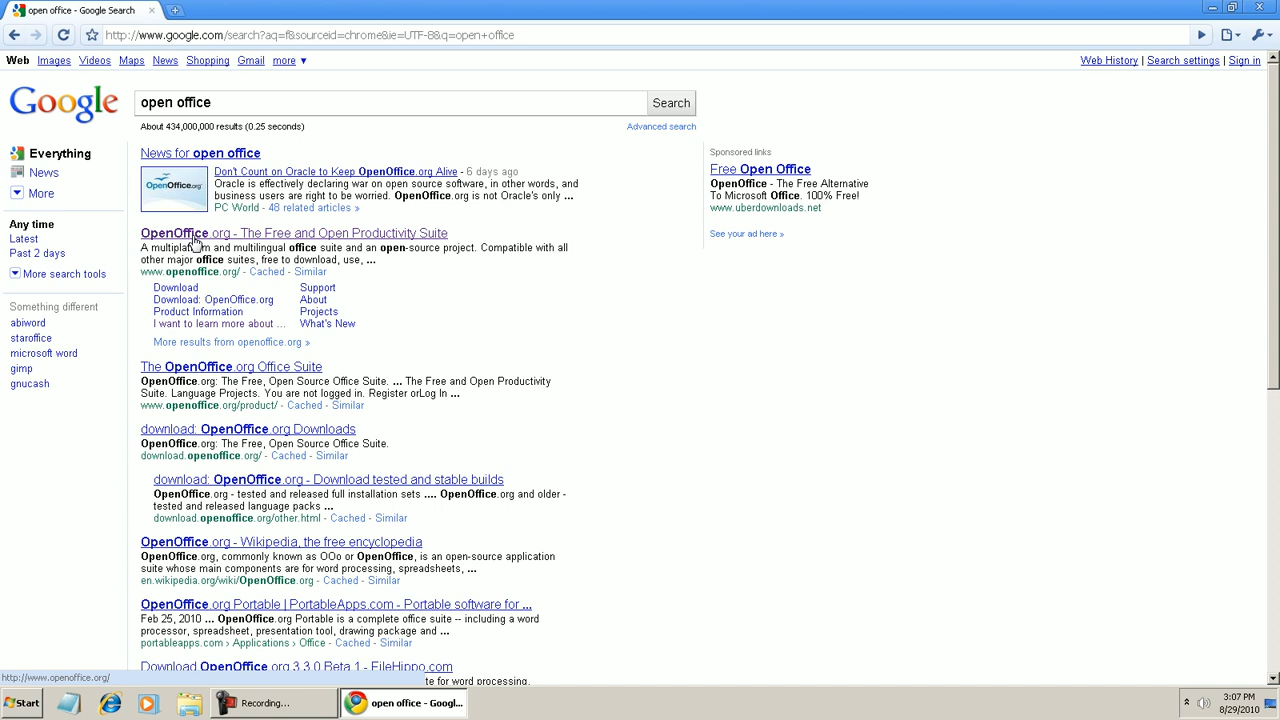 open office - Google Search
http://www.google.com/search?aq=f&sourceid=chrome&ie=UTF-8&q=open+office
Web Images Videos Maps News Shopping Gmail more ▼
Web History | Search settings | Sign in
Google
open office
Search
About 434,000,000 results (0.25 seconds)
Advanced search
Everything
News
More
Any time
Latest
Past 2 days
More search tools
Something different
abiword
staroffice
microsoft word
gimp
gnucash
News for open office
OpenOffice.org
Don't Count on Oracle to Keep OpenOffice.org Alive - 6 days ago
Oracle is effectively declaring war on open source software, in other words, and
business users are right to be worried. OpenOffice.org is not Oracle's only ...
PC World - 48 related articles »
OpenOffice.org - The Free and Open Productivity Suite
A multiplatform and multilingual office suite and an open-source project. Compatible with all
other major office suites, free to download, use, ...
www.openoffice.org/ - Cached - Similar
Download
Support
Download: OpenOffice.org
About
Product Information
Projects
I want to learn more about ...
What's New
More results from openoffice.org »
The OpenOffice.org Office Suite
OpenOffice.org: The Free, Open Source Office Suite. ... The Free and Open Productivity
Suite. Language Projects. You are not logged in. Register orLog In ...
www.openoffice.org/product/ - Cached - Similar
download: OpenOffice.org Downloads
OpenOffice.org: The Free, Open Source Office Suite.
download.openoffice.org/ - Cached - Similar
download: OpenOffice.org - Download tested and stable builds
OpenOffice.org - tested and released full installation sets .... OpenOffice.org and older -
tested and released language packs ...
download.openoffice.org/other.html - Cached - Similar
OpenOffice.org - Wikipedia, the free encyclopedia
OpenOffice.org, commonly known as OOo or OpenOffice, is an open-source application
suite whose main components are for word processing, spreadsheets, ...
en.wikipedia.org/wiki/OpenOffice.org - Cached - Similar
OpenOffice.org Portable | PortableApps.com - Portable software for ...
Feb 25, 2010 ... OpenOffice.org Portable is a complete office suite -- including a word
processor, spreadsheet, presentation tool, drawing package and ...
portableapps.com › Applications › Office - Cached - Similar
Download OpenOffice.org 3.3.0 Beta 1 - FileHippo.com
te for word processing,
Sponsored links
Free Open Office
OpenOffice - The Free Alternative
To Microsoft Office. 100% Free!
www.uberdownloads.net
See your ad here »
http://www.openoffice.org/
Start
Recording...
open office - Googl...
3:07 PM
8/29/2010